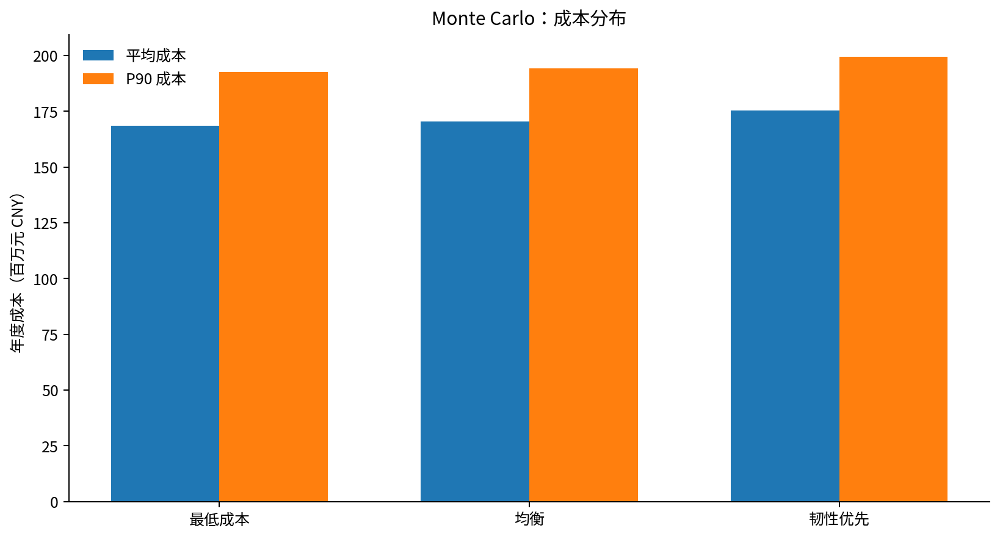 Monte Carlo：成本分布
平均成本
P90 成本
年度成本（百万元 CNY）
200
175
150
125
100
75
50
25
0
最低成本
均衡
韧性优先